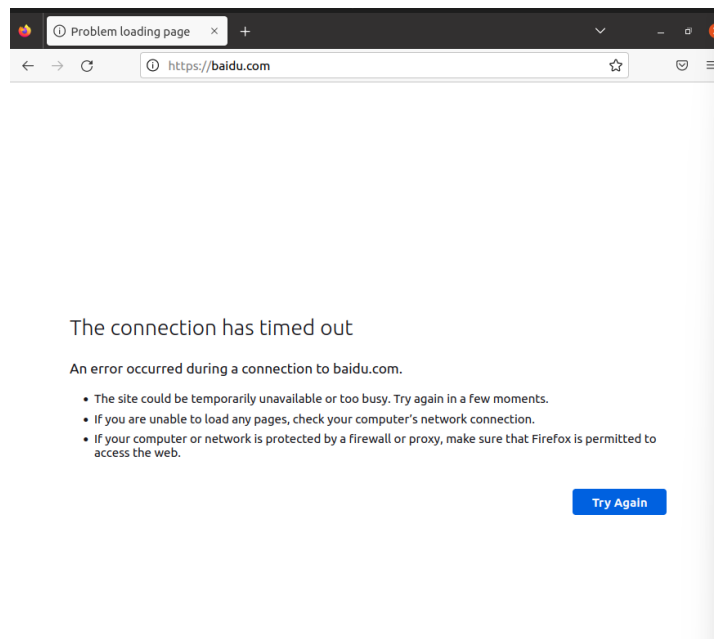 Problem loading page
https://baidu.com
The connection has timed out
An error occurred during a connection to baidu.com.
The site could be temporarily unavailable or too busy. Try again in a few moments.
If you are unable to load any pages, check your computer's network connection.
If your computer or network is protected by a firewall or proxy, make sure that Firefox is permitted to
access the web.
Try Again